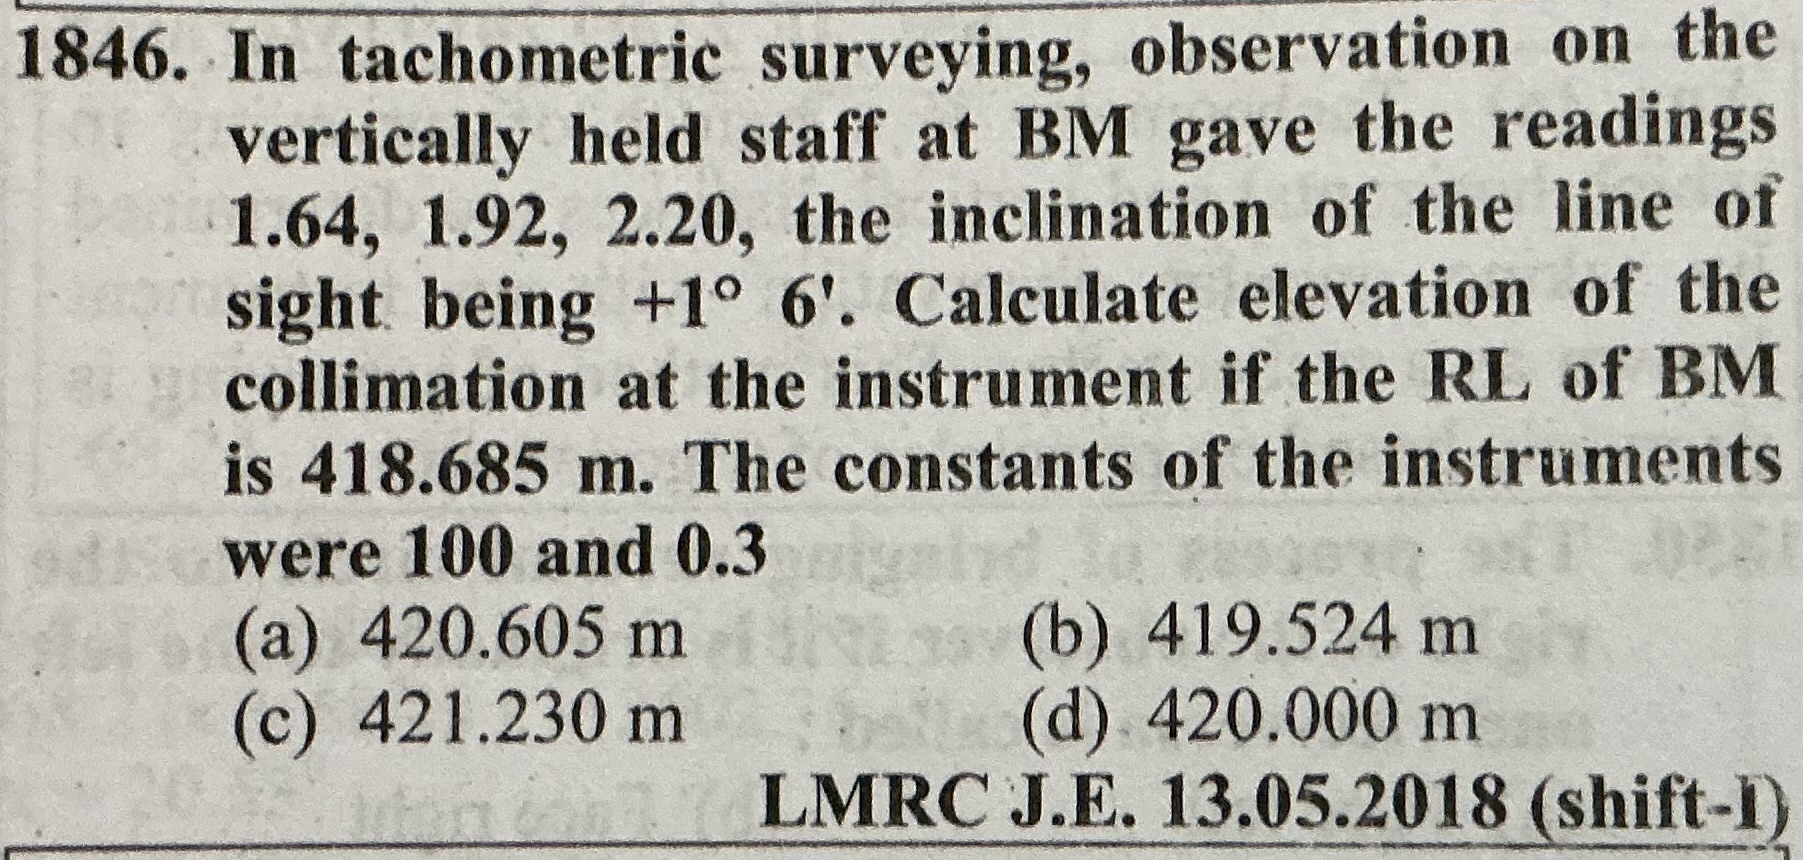 1846. In tachometric surveying, observation on the
vertically held staff at BM gave the readings
1.64, 1.92, 2.20, the inclination of the line of
sight being +1° 6'. Calculate elevation of the
collimation at the instrument if the RL of BM
is 418.685 m. The constants of the instruments
were 100 and 0.3
(a) 420.605 m (b) 419.524 m
(c) 421.230 m (d) 420.000 m
LMRC J.E. 13.05.2018 (shift-I)